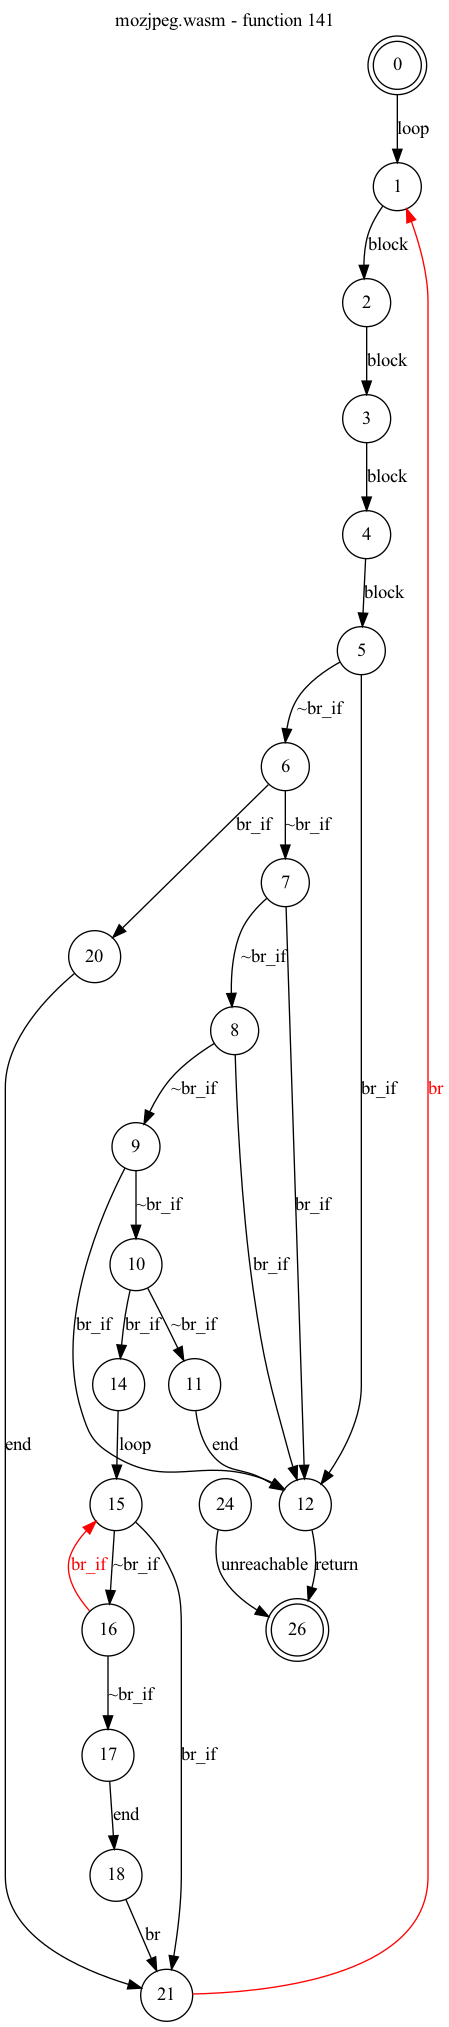 mozjpeg.wasm - function 141
0
loop
1
block
2
block
3
block
4
block
5
~br_if
6
br_if
~br_if
7
20
~br_if
8
~br_if
br_if
br
9
~br_if
br_if
10
br_if
br_if
br_if
~br_if
14
11
end
loop
end
15
24
12
br_if
~br_if
unreachable
return
16
26
~br_if
17
br_if
end
18
br
21